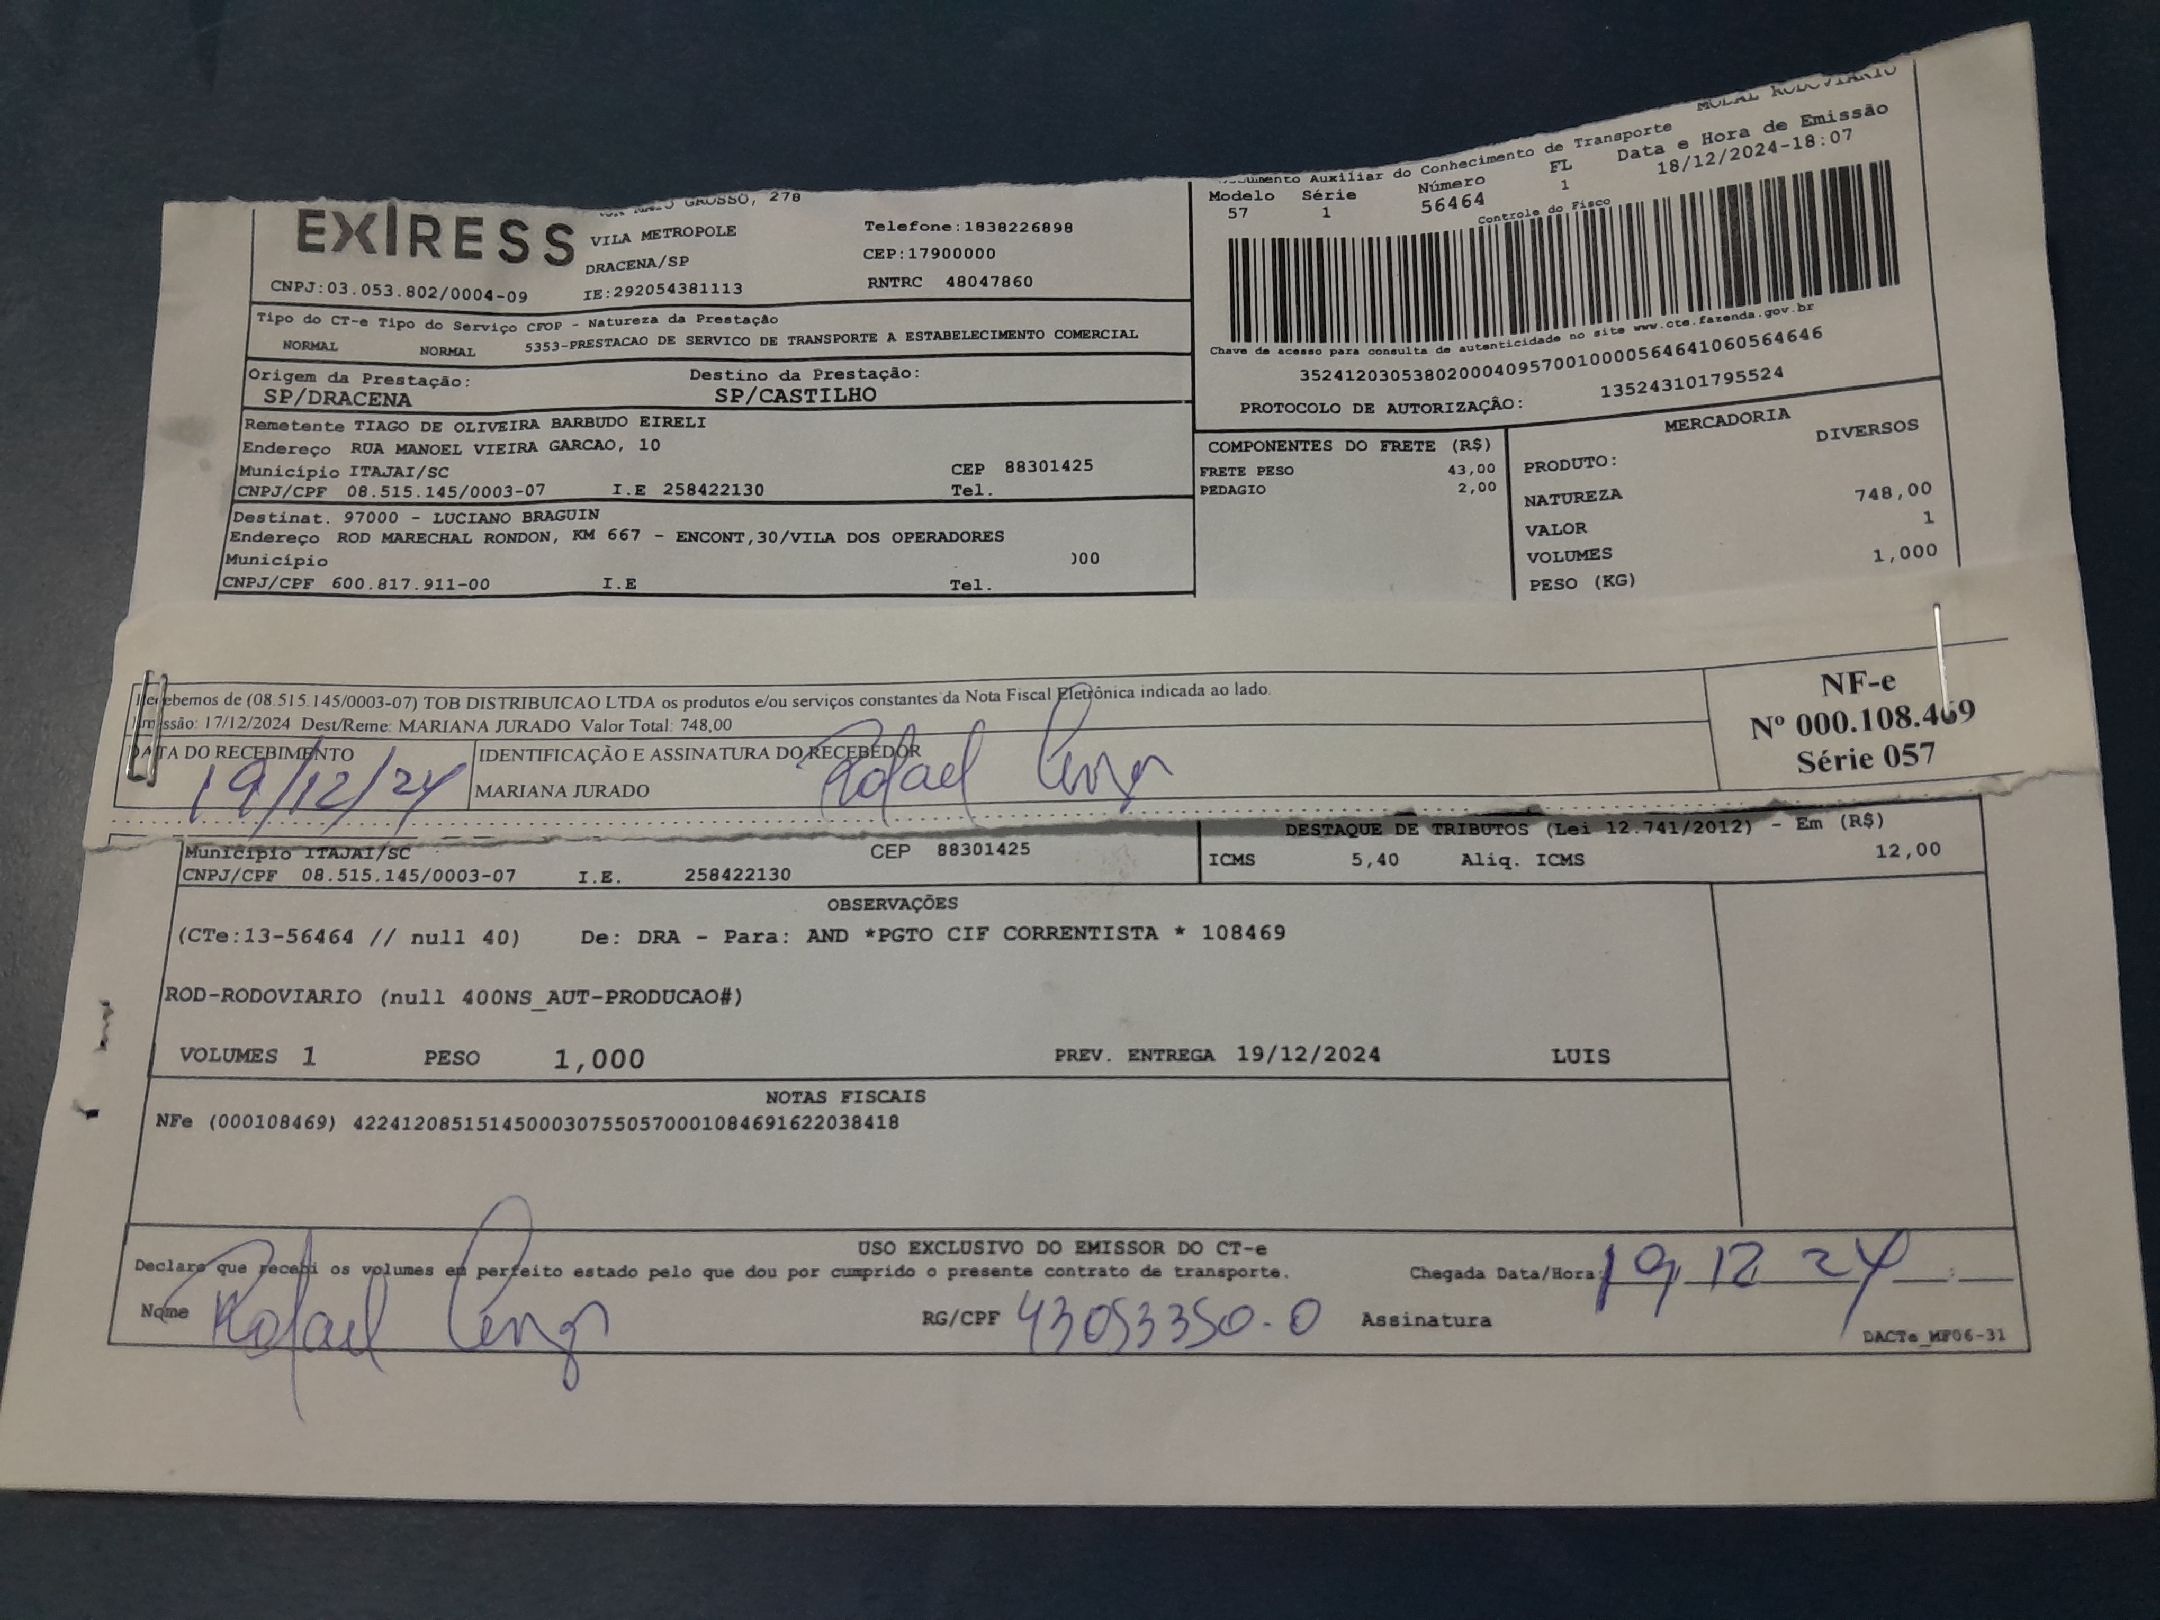 MODAL RODOVIARIO
GROSSO, 278
EXIRESS
VILA METROPOLE
DRACENA/SP
Telefone:1838226898
CEP:17900000
CNPJ:03.053.802/0004-09 IE:292054381113 RNTRC 48047860
Auxiliar do Conhecimento de Transporte
Modelo Série Número FL Data e Hora de Emissão
57 1 56464 1 18/12/2024-18:07
Controle do Fisco
Chave de acesso para consulta de autenticidade no site www.cte.fazenda.gov.br
35241203053802000409570010000564641060564646
PROTOCOLO DE AUTORIZAÇÃO: 135243101795524
Tipo do CT-e Tipo do Serviço CFOP - Natureza da Prestação
NORMAL NORMAL 5353-PRESTACAO DE SERVICO DE TRANSPORTE A ESTABELECIMENTO COMERCIAL
Origem da Prestação: Destino da Prestação:
SP/DRACENA SP/CASTILHO
Remetente TIAGO DE OLIVEIRA BARBUDO EIRELI
Endereço RUA MANOEL VIEIRA GARCAO, 10
Município ITAJAI/SC CEP 88301425
CNPJ/CPF 08.515.145/0003-07 I.E 258422130 Tel.
Destinat. 97000 - LUCIANO BRAGUIN
Endereço ROD MARECHAL RONDON, KM 667 - ENCONT,30/VILA DOS OPERADORES
Município 00
CNPJ/CPF 600.817.911-00 I.E Tel.
COMPONENTES DO FRETE (R$)
FRETE PESO 43,00
PEDAGIO 2,00
MERCADORIA
PRODUTO: DIVERSOS
NATUREZA 748,00
VALOR 1
VOLUMES 1,000
PESO (KG)
Recebemos de (08.515.145/0003-07) TOB DISTRIBUICAO LTDA os produtos e/ou serviços constantes da Nota Fiscal Eletrônica indicada ao lado.
Emissão: 17/12/2024 Dest/Reme: MARIANA JURADO Valor Total: 748,00
DATA DO RECEBIMENTO IDENTIFICAÇÃO E ASSINATURA DO RECEBEDOR
19/12/24 MARIANA JURADO Rafael
NF-e
Nº 000.108.469
Série 057
Município ITAJAI/SC CEP 88301425
CNPJ/CPF 08.515.145/0003-07 I.E. 258422130
DESTAQUE DE TRIBUTOS (Lei 12.741/2012) - Em (R$)
ICMS 5,40 Aliq. ICMS 12,00
OBSERVAÇÕES
(CTe:13-56464 // null 40) De: DRA - Para: AND *PGTO CIF CORRENTISTA * 108469
ROD-RODOVIARIO (null 400NS_AUT-PRODUCAO#)
VOLUMES 1 PESO 1,000 PREV. ENTREGA 19/12/2024 LUIS
NOTAS FISCAIS
NFe (000108469) 42241208515145000307550570001084691622038418
USO EXCLUSIVO DO EMISSOR DO CT-e
Declaro que recebi os volumes em perfeito estado pelo que dou por cumprido o presente contrato de transporte. Chegada Data/Hora: 19 12 24 :
Nome Rafael RG/CPF 43053350-0 Assinatura
DACTe_MF06-31